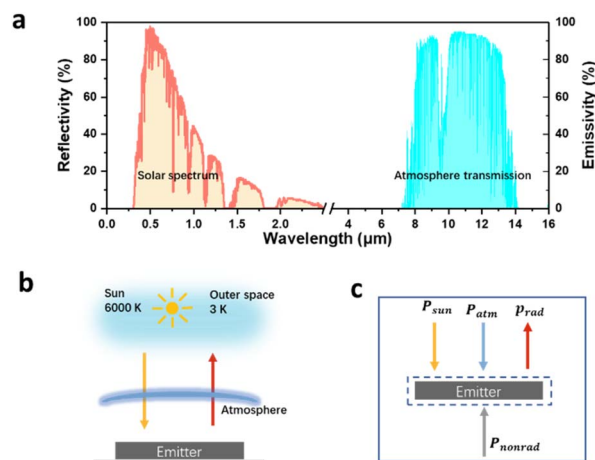 a
Reflectivity (%)
100
80
60
40
20
0
Solar spectrum
Atmosphere transmission
100
80
60
40
20
0
Emissivity (%)
0.0 0.5 1.0 1.5 2.0 4 6 8 10 12 14 16
Wavelength (μm)
b
Sun
6000 K
Outer space
3 K
Atmosphere
Emitter
c
P_sun P_atm p_rad
Emitter
P_nonrad